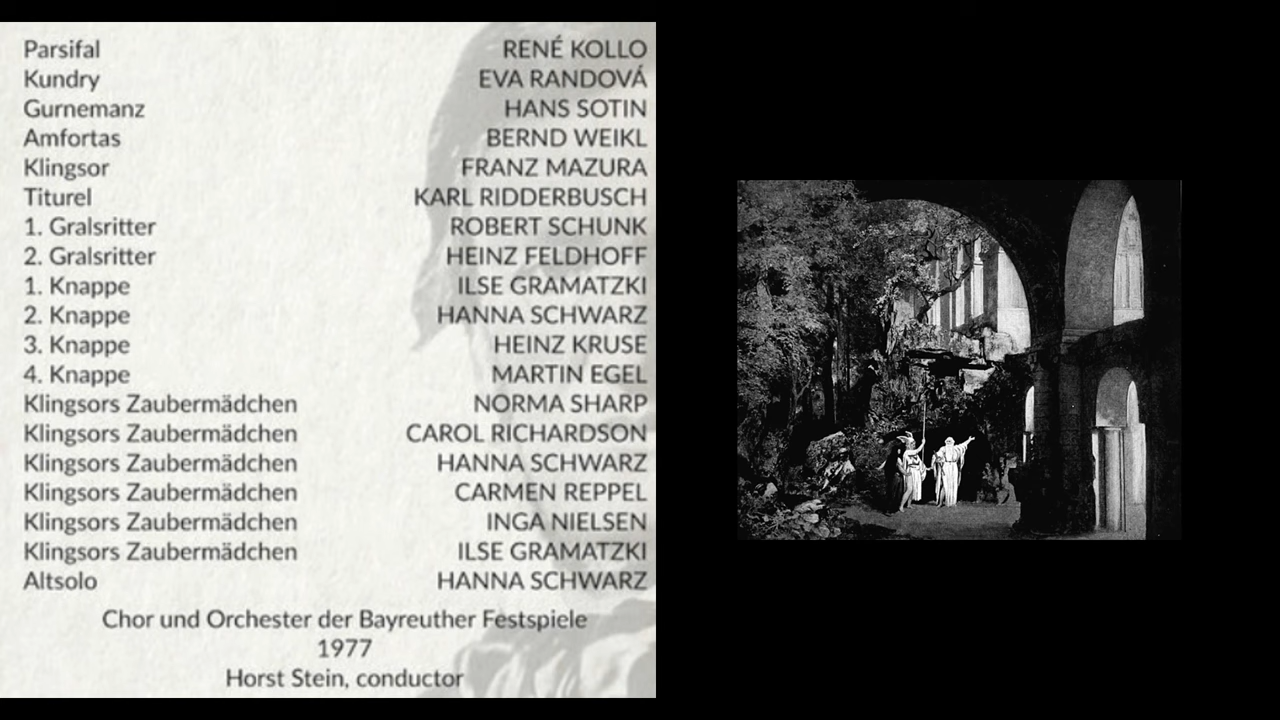 Parsifal RENÉ KOLLO
Kundry EVA RANDOVÁ
Gurnemanz HANS SOTIN
Amfortas BERND WEIKL
Klingsor FRANZ MAZURA
Titurel KARL RIDDERBUSCH
1. Gralsritter ROBERT SCHUNK
2. Gralsritter HEINZ FELDHOFF
1. Knappe ILSE GRAMATZKI
2. Knappe HANNA SCHWARZ
3. Knappe HEINZ KRUSE
4. Knappe MARTIN EGEL
Klingsors Zaubermädchen NORMA SHARP
Klingsors Zaubermädchen CAROL RICHARDSON
Klingsors Zaubermädchen HANNA SCHWARZ
Klingsors Zaubermädchen CARMEN REPPEL
Klingsors Zaubermädchen INGA NIELSEN
Klingsors Zaubermädchen ILSE GRAMATZKI
Altsolo HANNA SCHWARZ
Chor und Orchester der Bayreuther Festspiele
1977
Horst Stein, conductor